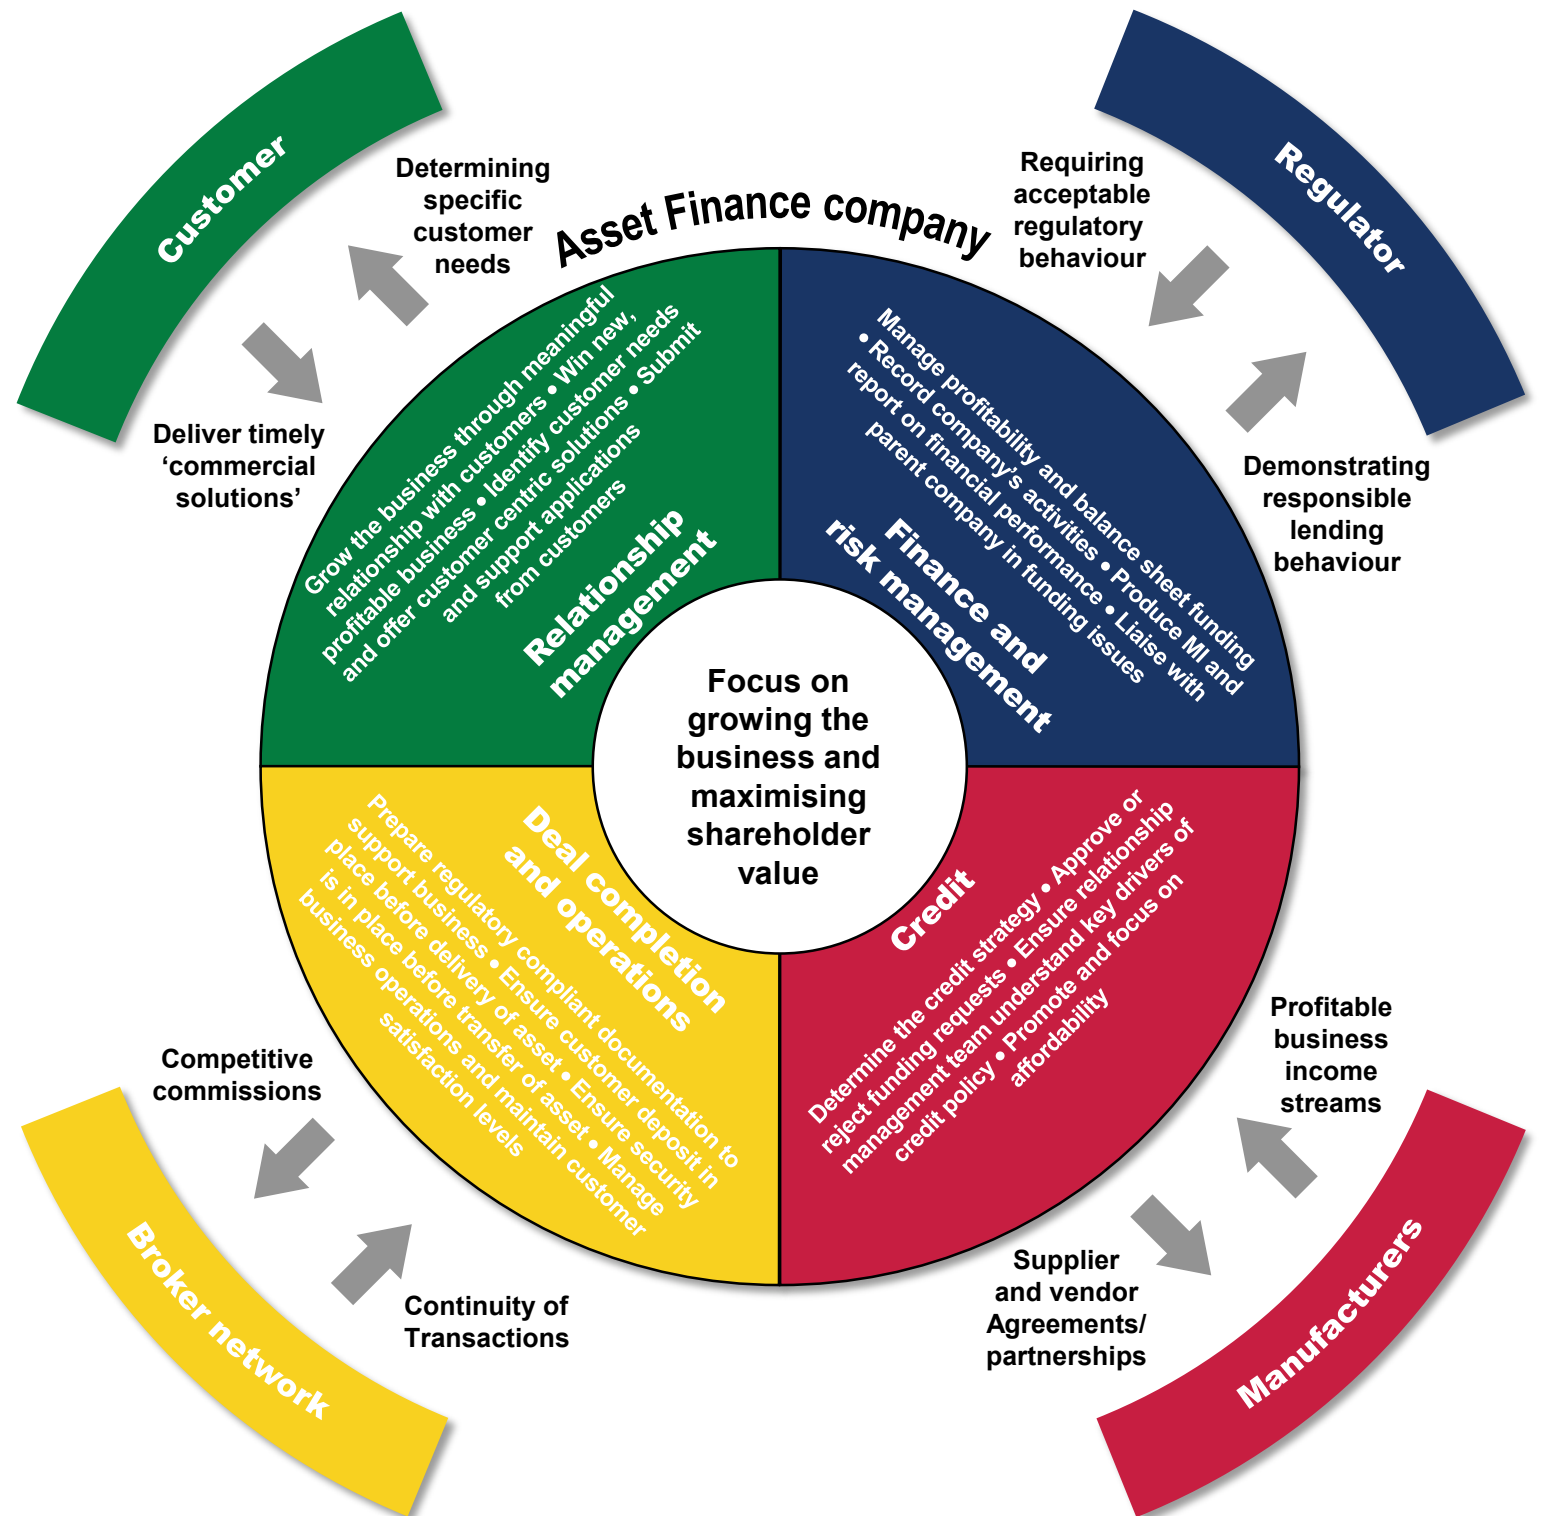 Customer
Determining
specific
customer
needs
Deliver timely
‘commercial
solutions’
Asset Finance company
Requiring
acceptable
regulatory
behaviour
Regulator
Demonstrating
responsible
lending
behaviour
Grow the business through meaningful
relationship with customers • Win new,
profitable business • Identify customer needs
and offer customer centric solutions • Submit
and support applications
from customers
Relationship
management
Manage profitability and balance sheet funding
• Record company’s activities • Produce MI and
report on financial performance • Liaise with
parent company in funding issues
Finance and
risk management
Focus on
growing the
business and
maximising
shareholder
value
Deal completion
and operations
Prepare regulatory compliant documentation to
support business • Ensure customer deposit in
place before delivery of asset • Ensure security
is in place before transfer of asset • Manage
business operations and maintain customer
satisfaction levels
Credit
Determine the credit strategy • Approve or
reject funding requests • Ensure relationship
management team understand key drivers of
credit policy • Promote and focus on
affordability
Competitive
commissions
Broker network
Continuity of
Transactions
Profitable
business
income
streams
Supplier
and vendor
Agreements/
partnerships
Manufacturers